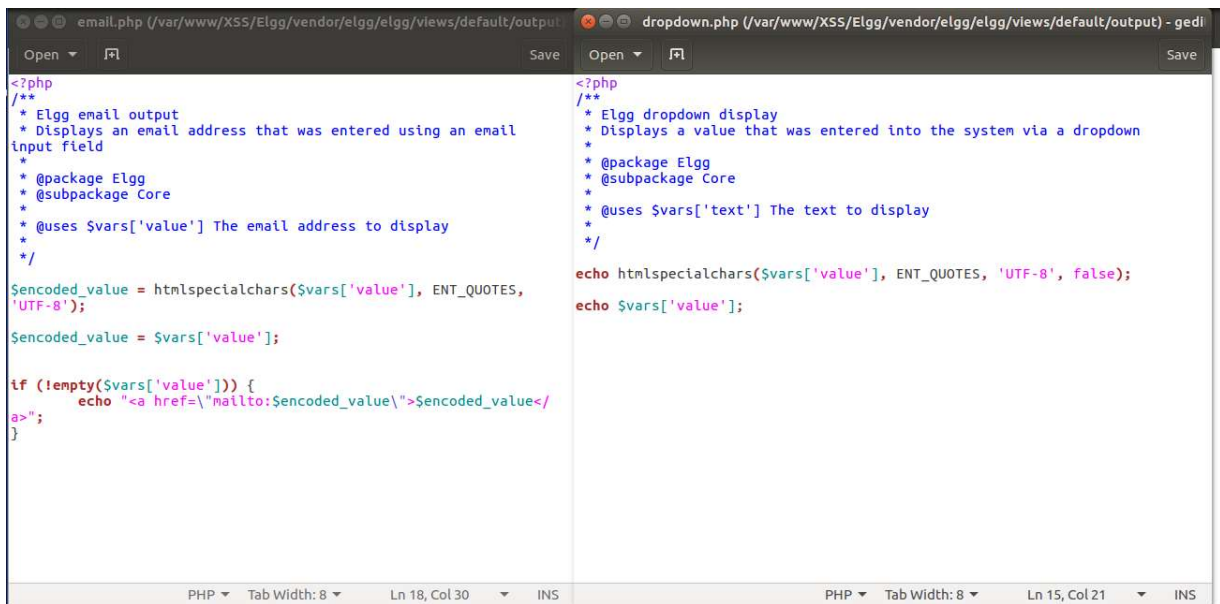 email.php (/var/www/XSS/Elgg/vendor/elgg/elgg/views/default/output
Open
Save
<?php
/**
 * Elgg email output
 * Displays an email address that was entered using an email
input field
 *
 * @package Elgg
 * @subpackage Core
 *
 * @uses $vars['value'] The email address to display
 *
 */
$encoded_value = htmlspecialchars($vars['value'], ENT_QUOTES,
'UTF-8');
$encoded_value = $vars['value'];
if (!empty($vars['value'])) {
        echo "<a href=\"mailto:$encoded_value\">$encoded_value</
a>";
}
PHP Tab Width: 8 Ln 18, Col 30 INS
dropdown.php (/var/www/XSS/Elgg/vendor/elgg/elgg/views/default/output) - gedi
Open
Save
<?php
/**
 * Elgg dropdown display
 * Displays a value that was entered into the system via a dropdown
 *
 * @package Elgg
 * @subpackage Core
 *
 * @uses $vars['text'] The text to display
 *
 */
echo htmlspecialchars($vars['value'], ENT_QUOTES, 'UTF-8', false);
echo $vars['value'];
PHP Tab Width: 8 Ln 15, Col 21 INS